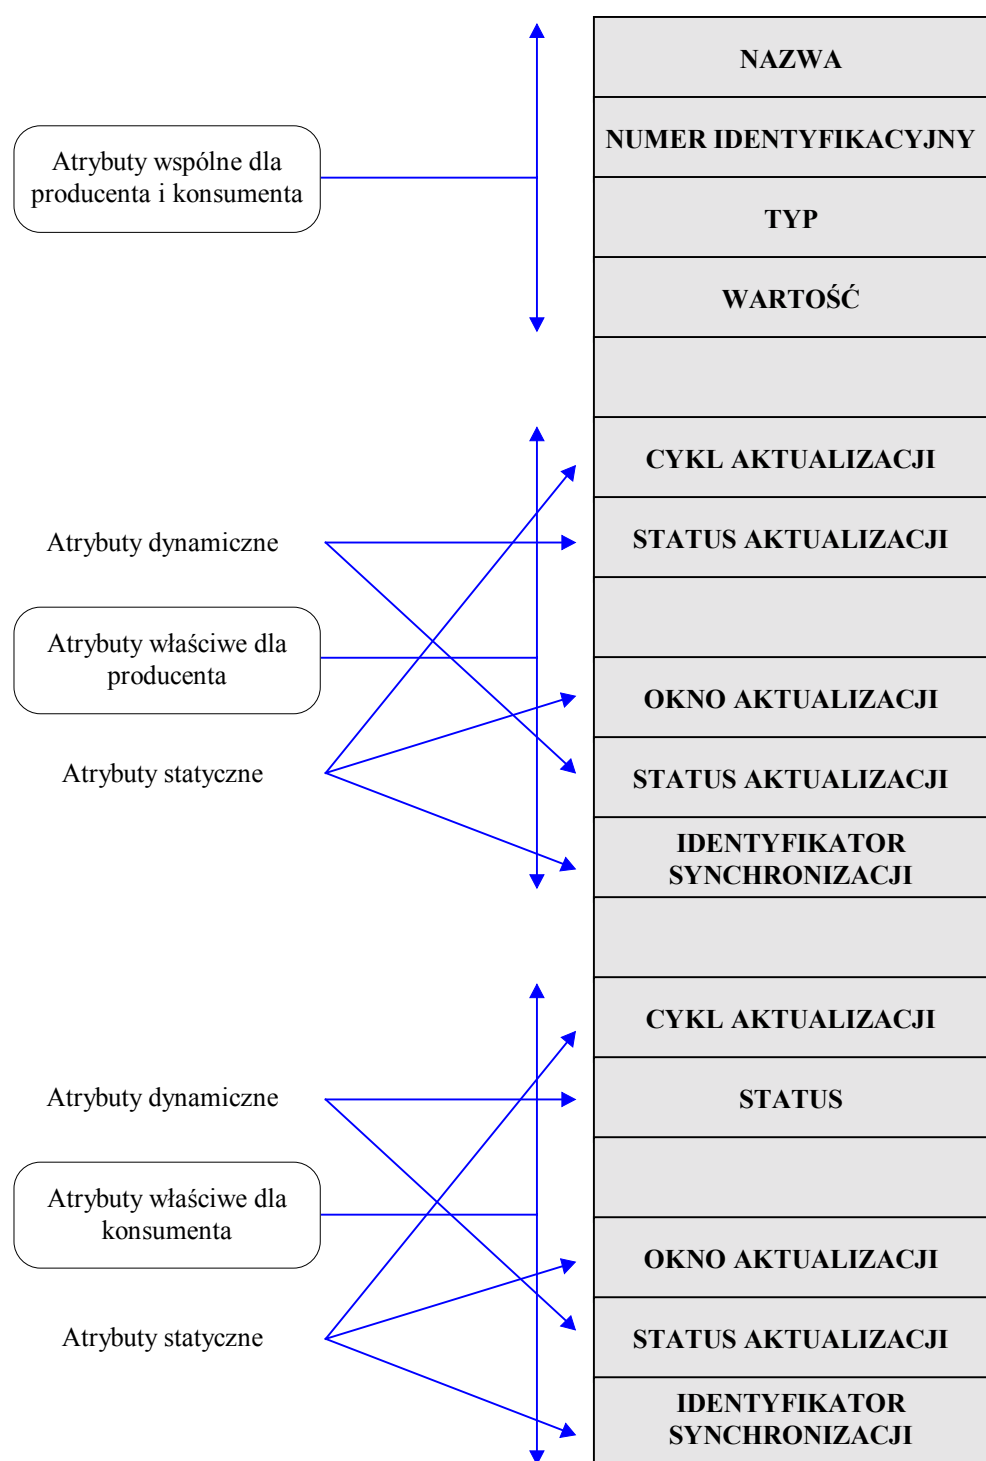 NAZWA
NUMER IDENTYFIKACYJNY
Atrybuty wspólne dla
producenta i konsumenta
TYP
WARTOŚĆ
CYKL AKTUALIZACJI
Atrybuty dynamiczne
STATUS AKTUALIZACJI
Atrybuty właściwe dla
producenta
OKNO AKTUALIZACJI
Atrybuty statyczne
STATUS AKTUALIZACJI
IDENTYFIKATOR
SYNCHRONIZACJI
CYKL AKTUALIZACJI
Atrybuty dynamiczne
STATUS
Atrybuty właściwe dla
konsumenta
OKNO AKTUALIZACJI
Atrybuty statyczne
STATUS AKTUALIZACJI
IDENTYFIKATOR
SYNCHRONIZACJI